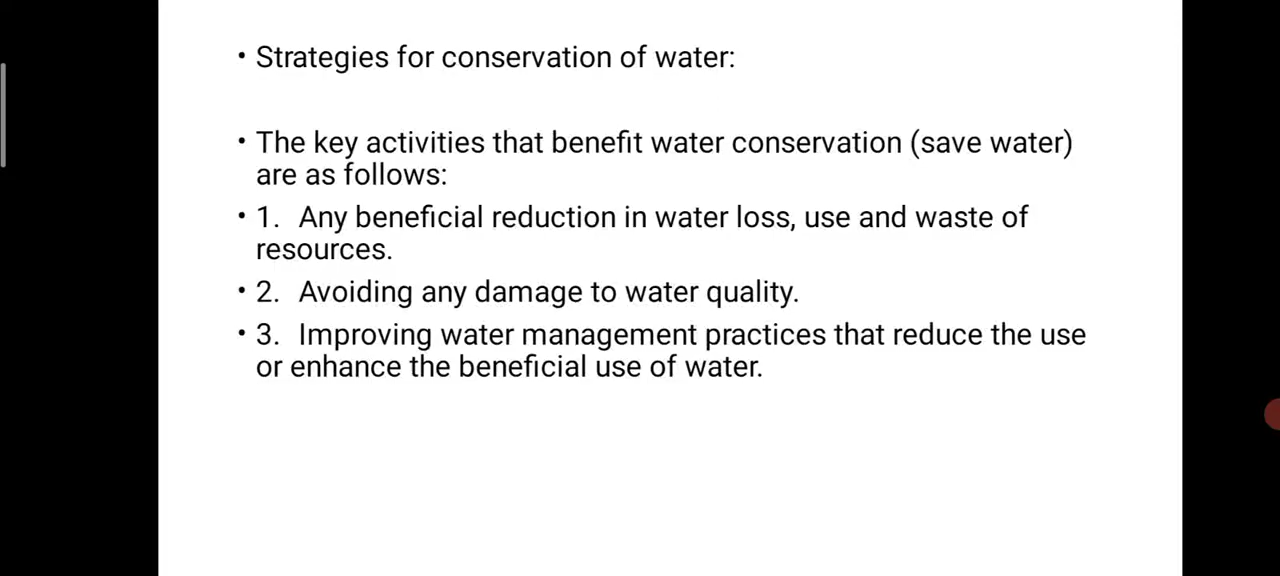 • Strategies for conservation of water:
• The key activities that benefit water conservation (save water)
are as follows:
• 1. Any beneficial reduction in water loss, use and waste of
resources.
• 2. Avoiding any damage to water quality.
• 3. Improving water management practices that reduce the use
or enhance the beneficial use of water.